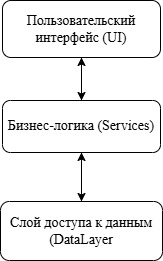 Пользовательский
интерфейс (UI)
Бизнес-логика (Services)
Слой доступа к данным
(DataLayer